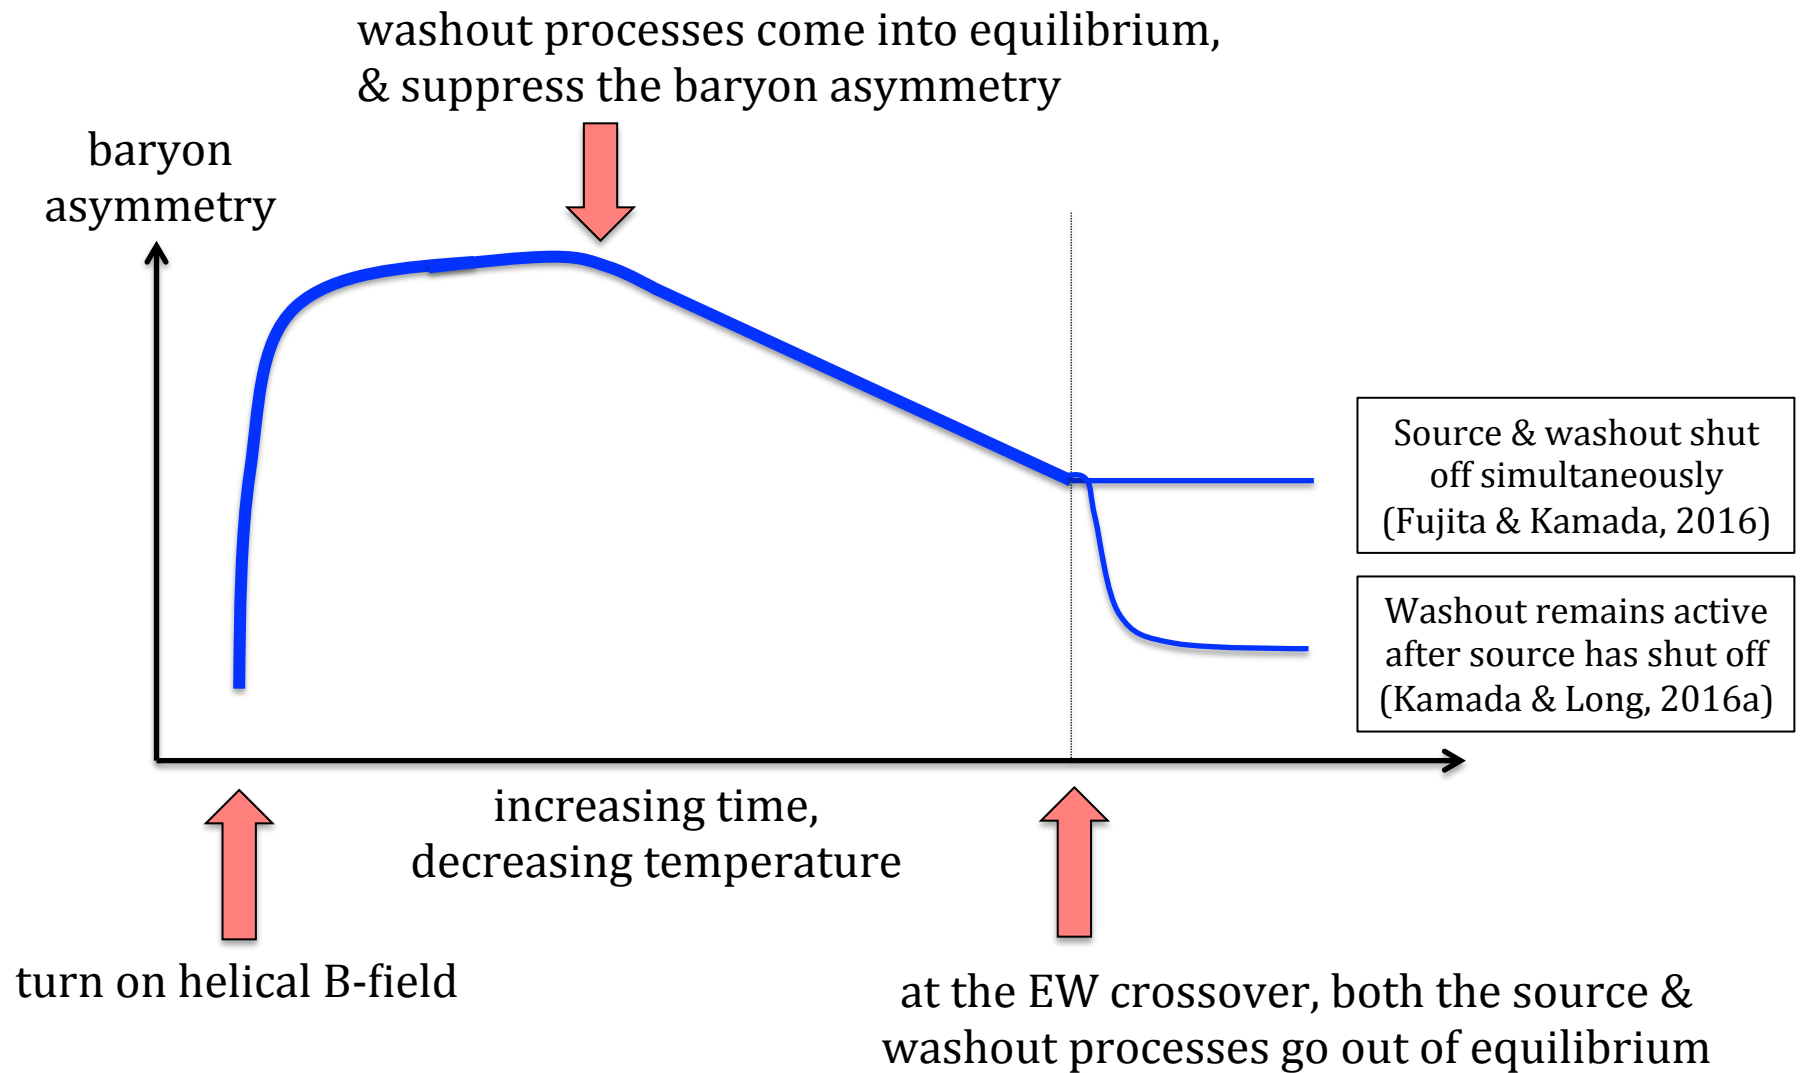 washout processes come into equilibrium,
& suppress the baryon asymmetry
baryon
asymmetry
Source & washout shut
off simultaneously
(Fujita & Kamada, 2016)
Washout remains active
after source has shut off
(Kamada & Long, 2016a)
increasing time,
decreasing temperature
turn on helical B-field
at the EW crossover, both the source &
washout processes go out of equilibrium